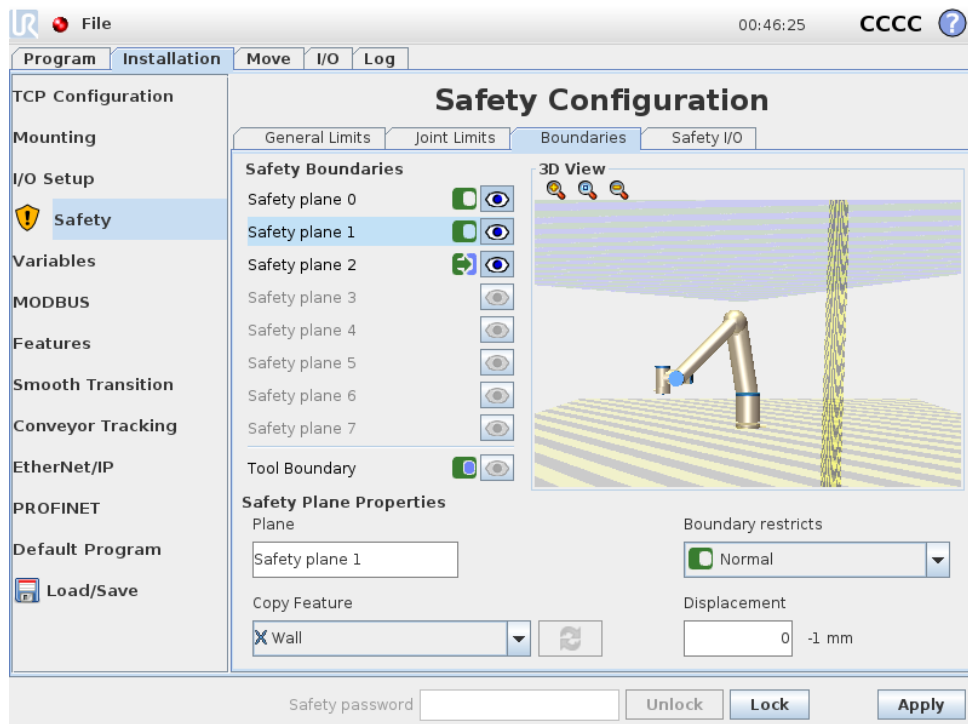 UR File 00:46:25 CCCC ?
Program Installation Move I/O Log
TCP Configuration
Mounting
I/O Setup
Safety
Variables
MODBUS
Features
Smooth Transition
Conveyor Tracking
EtherNet/IP
PROFINET
Default Program
Load/Save
Safety Configuration
General Limits Joint Limits Boundaries Safety I/O
Safety Boundaries
Safety plane 0
Safety plane 1
Safety plane 2
Safety plane 3
Safety plane 4
Safety plane 5
Safety plane 6
Safety plane 7
Tool Boundary
3D View
Safety Plane Properties
Plane
Safety plane 1
Copy Feature
Wall
Boundary restricts
Normal
Displacement
0 -1 mm
Safety password Unlock Lock Apply